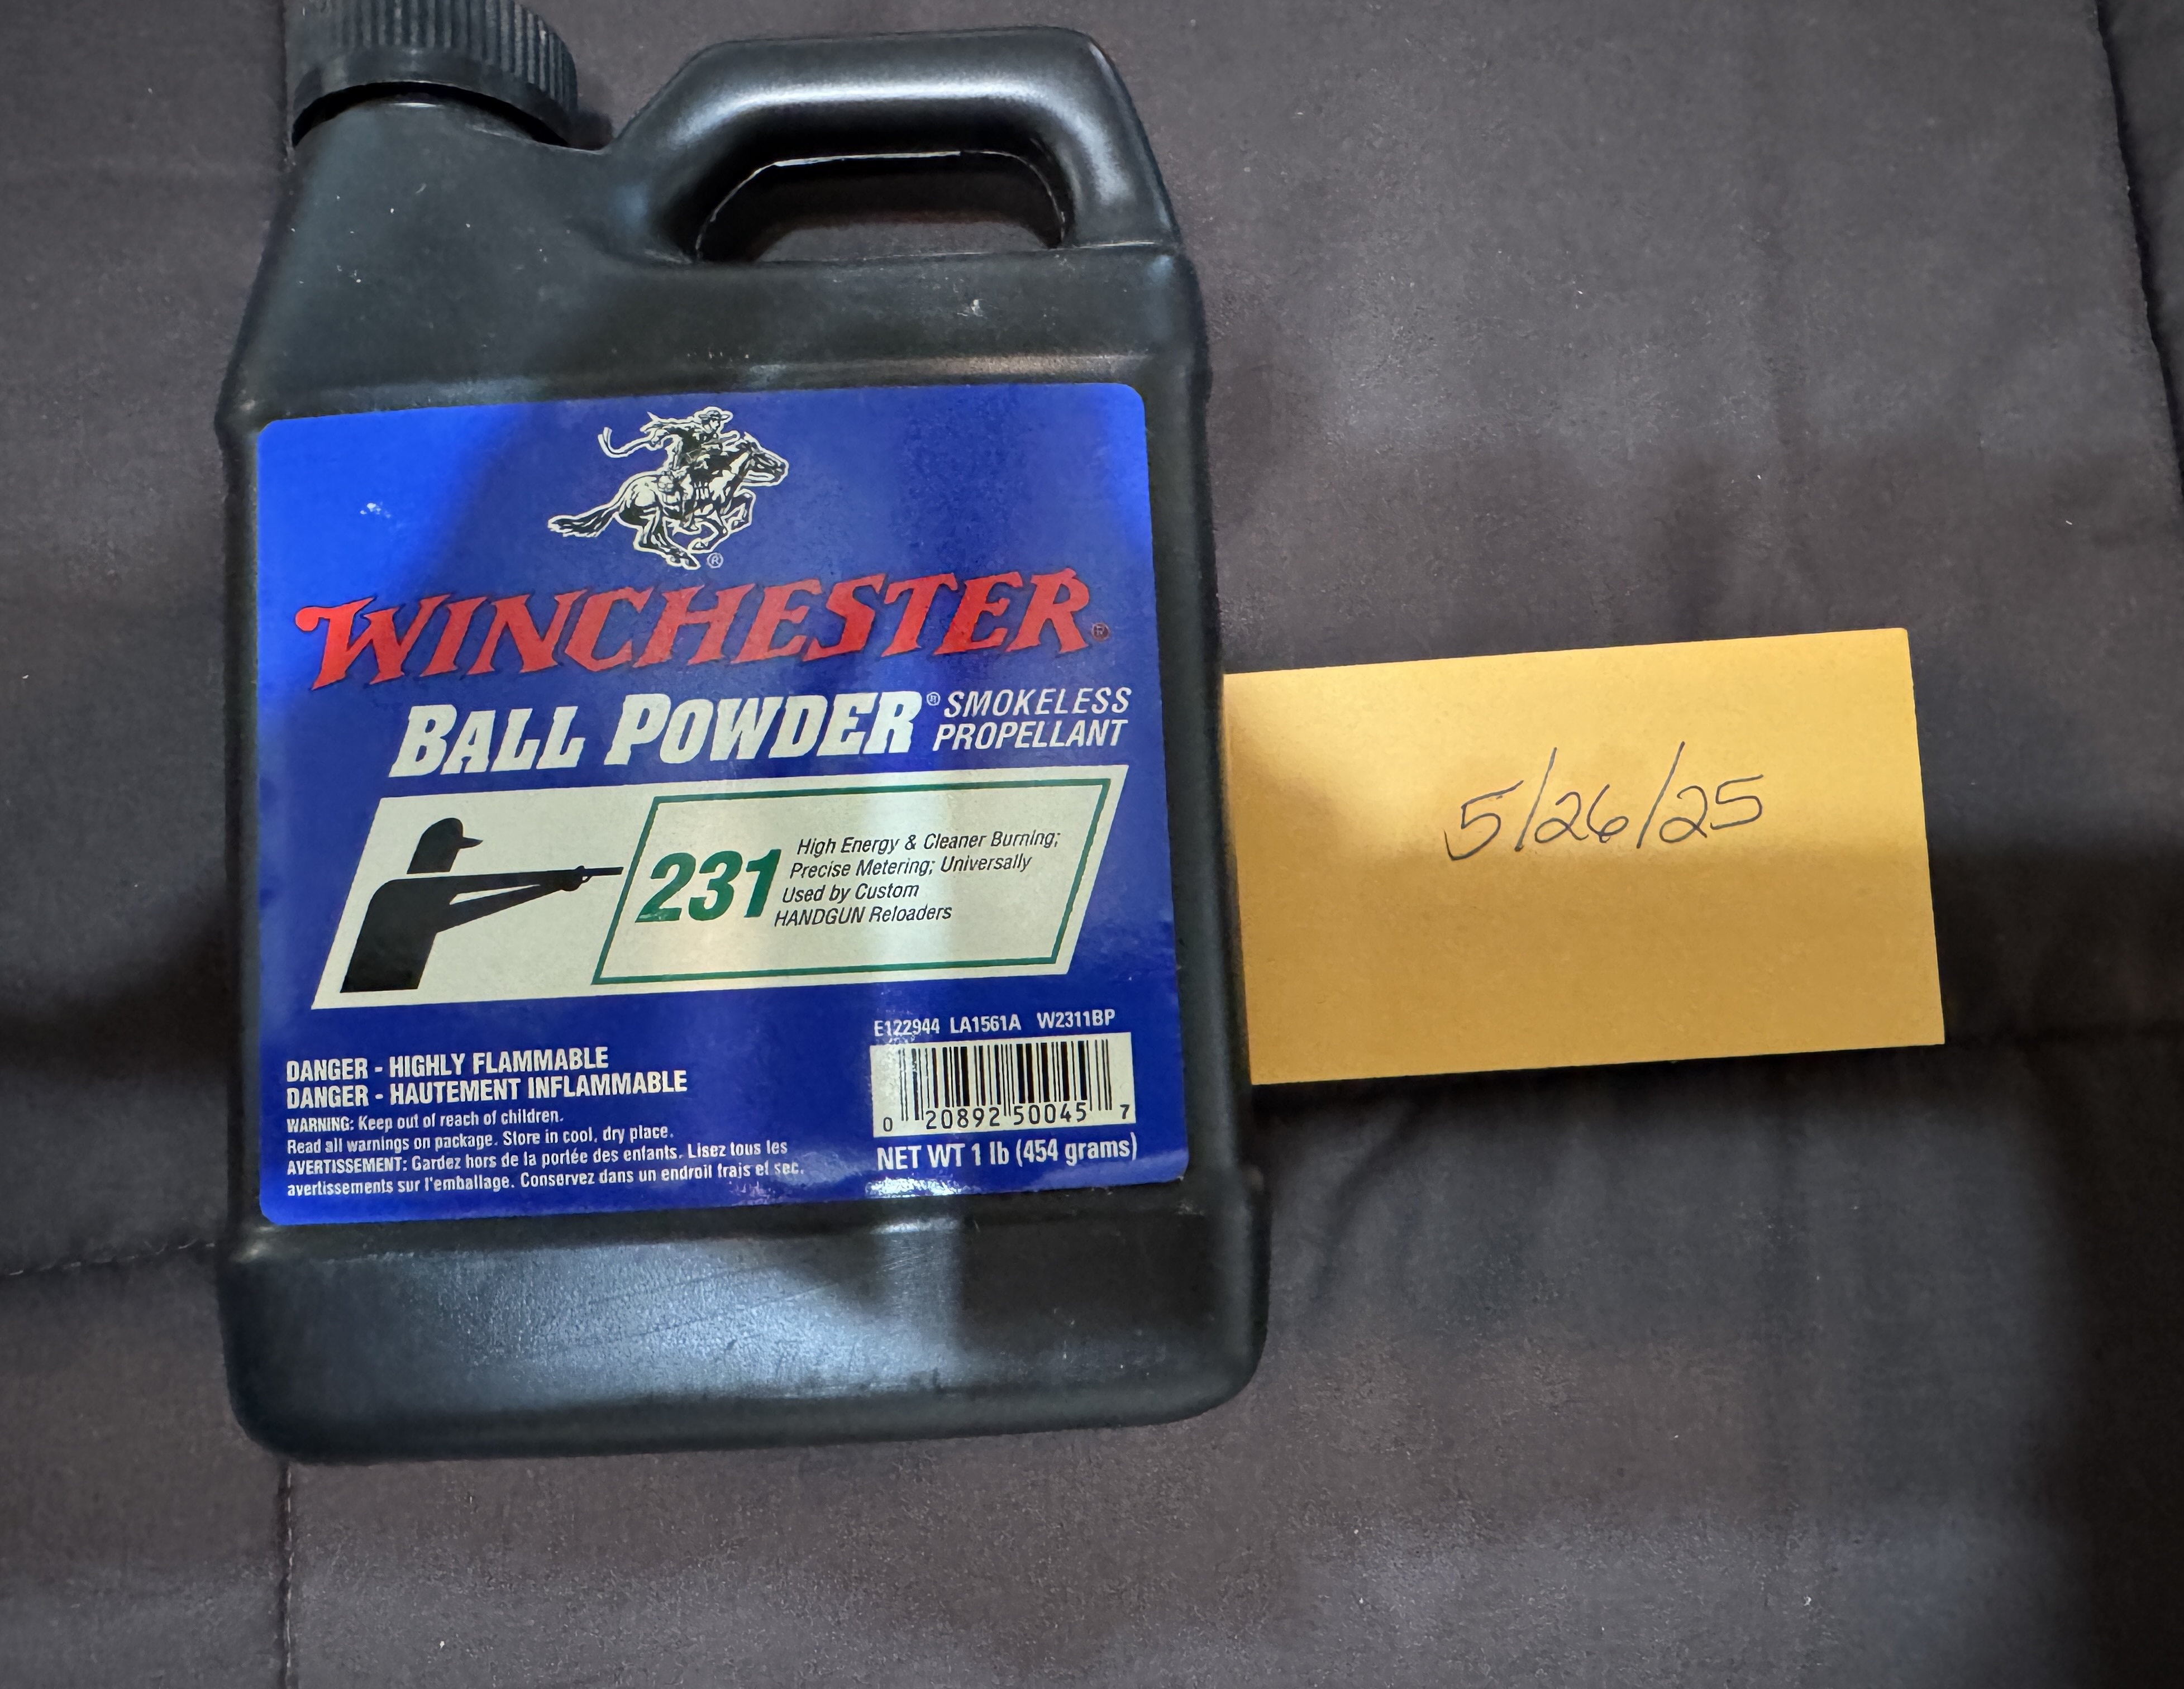 WINCHESTER®
BALL POWDER® SMOKELESS
PROPELLANT
231
High Energy & Cleaner Burning;
Precise Metering; Universally
Used by Custom
HANDGUN Reloaders
E122944 LA1561A W2311BP
DANGER - HIGHLY FLAMMABLE
DANGER - HAUTEMENT INFLAMMABLE
WARNING: Keep out of reach of children.
Read all warnings on package. Store in cool, dry place.
AVERTISSEMENT: Gardez hors de la portée des enfants. Lisez tous les
avertissements sur l'emballage. Conservez dans un endroit frais et sec.
0 20892 50045 7
NET WT 1 lb (454 grams)
5/26/25